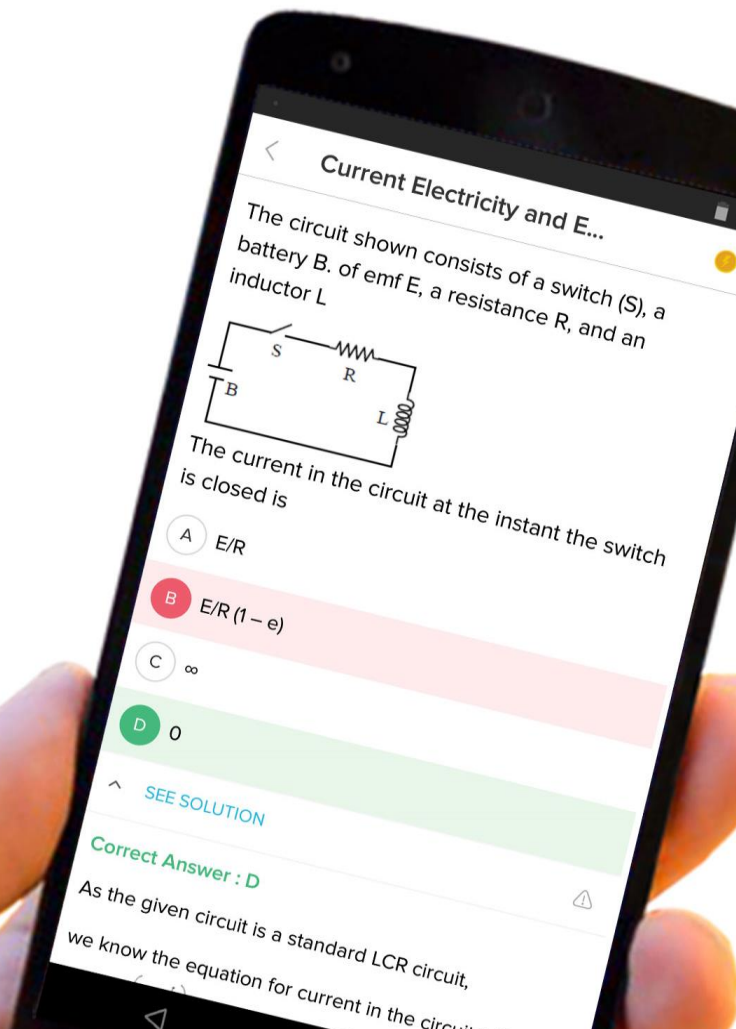 Current Electricity and E...
The circuit shown consists of a switch (S), a
battery B. of emf E, a resistance R, and an
inductor L
S
R
B
L
The current in the circuit at the instant the switch
is closed is
A E/R
B E/R (1 – e)
C ∞
D 0
SEE SOLUTION
Correct Answer : D
As the given circuit is a standard LCR circuit,
we know the equation for current in the